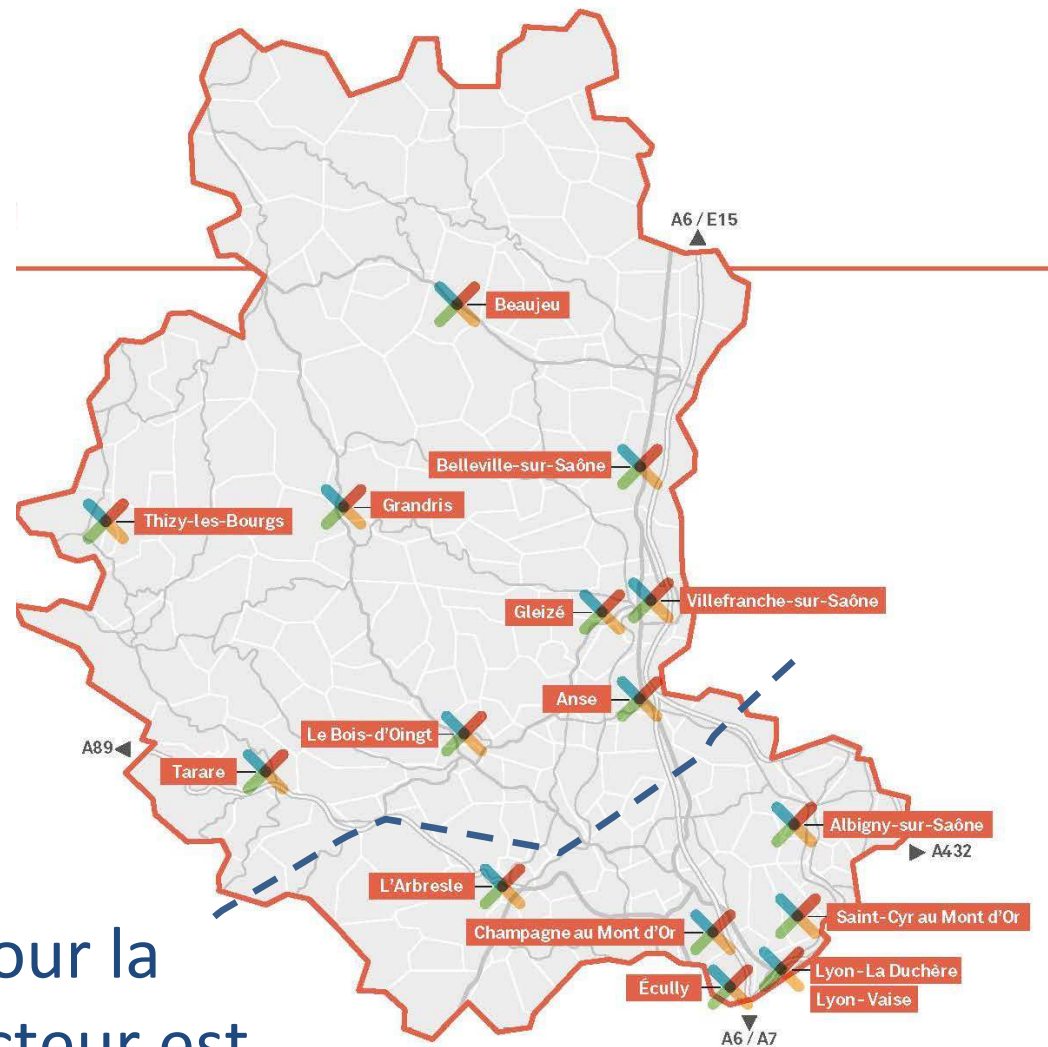 A6 / E15
Beaujeu
Belleville-sur-Saône
Grandris
Thizy-les-Bourgs
Villefranche-sur-Saône
Gleizé
Anse
Le Bois-d'Oingt
A89
Tarare
Albigny-sur-Saône
A432
L'Arbresle
Saint-Cyr au Mont d'Or
Champagne au Mont d'Or
our la
Lyon-La Duchère
Écully
Lyon-Vaise
cteur est
A6 / A7